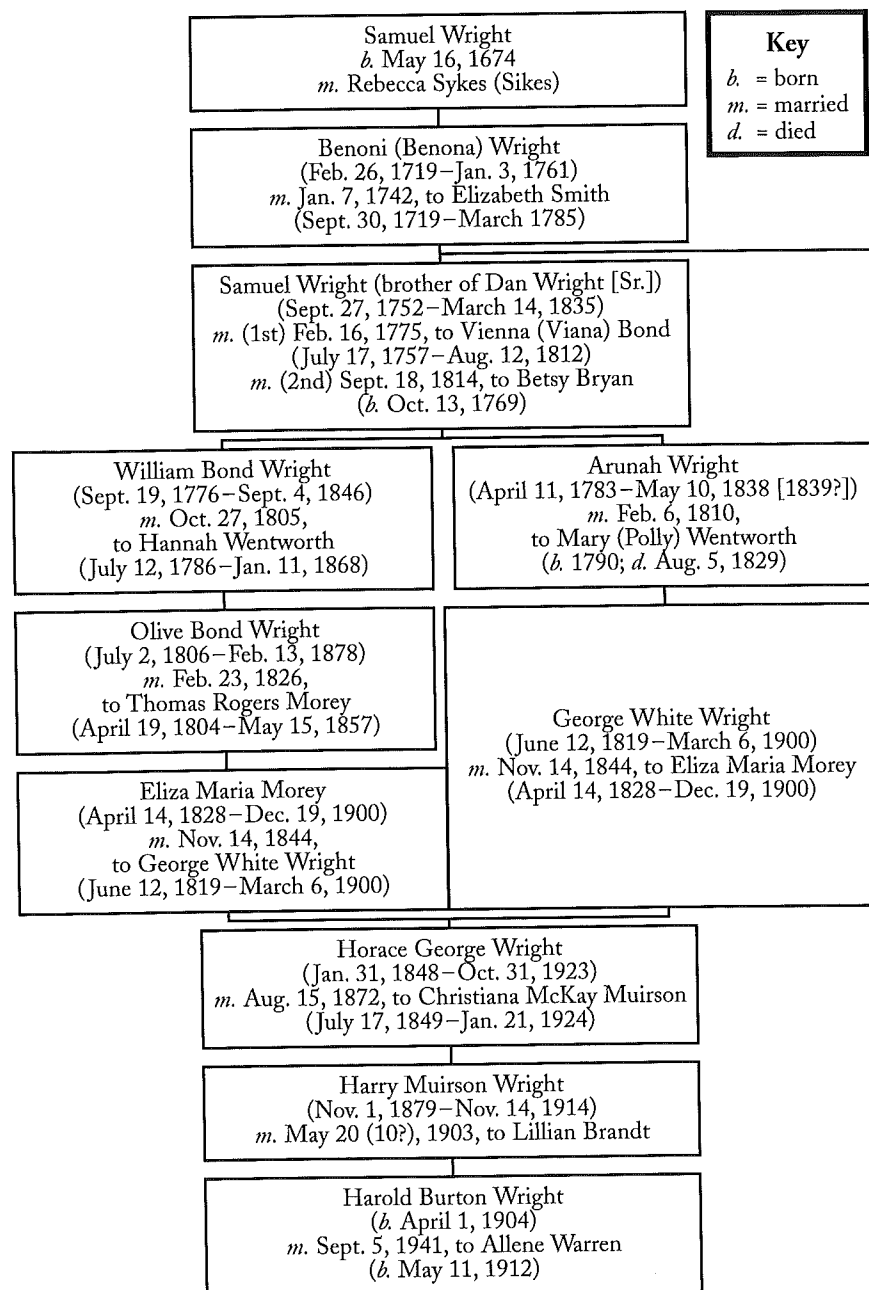 Samuel Wright
b. May 16, 1674
m. Rebecca Sykes (Sikes)
Key
b. = born
m. = married
d. = died
Benoni (Benona) Wright
(Feb. 26, 1719–Jan. 3, 1761)
m. Jan. 7, 1742, to Elizabeth Smith
(Sept. 30, 1719–March 1785)
Samuel Wright (brother of Dan Wright [Sr.])
(Sept. 27, 1752–March 14, 1835)
m. (1st) Feb. 16, 1775, to Vienna (Viana) Bond
(July 17, 1757–Aug. 12, 1812)
m. (2nd) Sept. 18, 1814, to Betsy Bryan
(b. Oct. 13, 1769)
William Bond Wright
(Sept. 19, 1776–Sept. 4, 1846)
m. Oct. 27, 1805,
to Hannah Wentworth
(July 12, 1786–Jan. 11, 1868)
Arunah Wright
(April 11, 1783–May 10, 1838 [1839?])
m. Feb. 6, 1810,
to Mary (Polly) Wentworth
(b. 1790; d. Aug. 5, 1829)
Olive Bond Wright
(July 2, 1806–Feb. 13, 1878)
m. Feb. 23, 1826,
to Thomas Rogers Morey
(April 19, 1804–May 15, 1857)
George White Wright
(June 12, 1819–March 6, 1900)
m. Nov. 14, 1844, to Eliza Maria Morey
(April 14, 1828–Dec. 19, 1900)
Eliza Maria Morey
(April 14, 1828–Dec. 19, 1900)
m. Nov. 14, 1844,
to George White Wright
(June 12, 1819–March 6, 1900)
Horace George Wright
(Jan. 31, 1848–Oct. 31, 1923)
m. Aug. 15, 1872, to Christiana McKay Muirson
(July 17, 1849–Jan. 21, 1924)
Harry Muirson Wright
(Nov. 1, 1879–Nov. 14, 1914)
m. May 20 (10?), 1903, to Lillian Brandt
Harold Burton Wright
(b. April 1, 1904)
m. Sept. 5, 1941, to Allene Warren
(b. May 11, 1912)